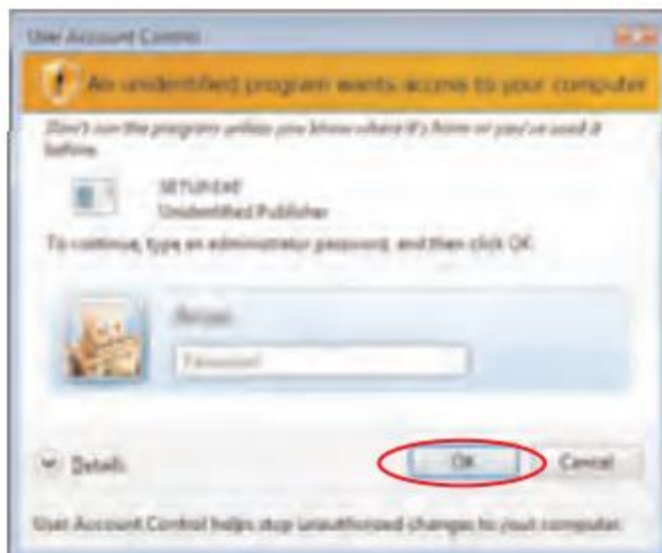 User Account Control
An unidentified program wants access to your computer
Don't run the program unless you know where it's from or you've used it
before.
SETUP.EXE
Unidentified Publisher
To continue, type an administrator password, and then click OK.
Password
Details
OK
Cancel
User Account Control helps stop unauthorized changes to your computer.